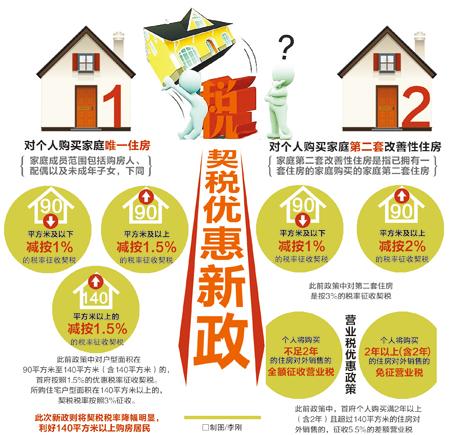 1
对个人购买家庭唯一住房
家庭成员范围包括购房人、
配偶以及未成年子女，下同
90
平方米及以下
减按1%
的税率征收契税
90
平方米以上
减按1.5%
的税率征收契税
140
平方米以上的
减按1.5%
的税率征收契税
此前政策中对户型面积在
90平方米至140平方米（含140平方米）的，
首府按照1.5%的优惠税率征收契税。
所购住宅户型面积在140平方米以上的，
契税税率按照3%征收。
此次新政则将契税税率降幅明显，
利好140平方米以上购房居民
税
契税优惠新政
□制图/李刚
?
2
对个人购买家庭第二套改善性住房
家庭第二套改善性住房是指已拥有一
套住房的家庭购买的家庭第二套住房
90
平方米及以下
减按1%
的税率征收契税
90
平方米以上
减按2%
的税率征收契税
此前政策中对第二套住房
是按3%的税率征收契税
营业税优惠政策
个人将购买
不足2年
的住房对外销售的
全额征收营业税
个人将购买
2年以上(含2年)
的住房对外销售的
免征营业税
此前政策中，首府个人购买满2年以上
（含2年）且超过140平方米的住房对
外销售的，征收5.5%的差额营业税